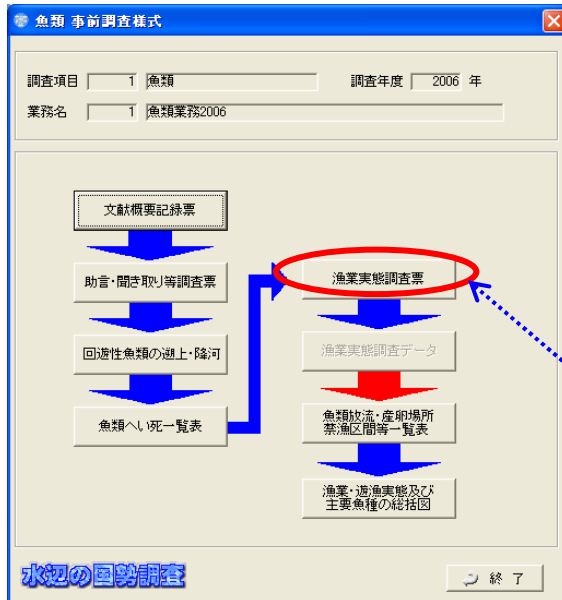 魚類 事前調査様式
調査項目 1 魚類 調査年度 2006 年
業務名 1 魚類業務2006
文献概要記録票
助言・聞き取り等調査票
回遊性魚類の遡上・降河
魚類へい死一覧表
漁業実態調査票
漁業実態調査データ
魚類放流・産卵場所
禁漁区間等一覧表
漁業・遊漁実態及び
主要魚種の総括図
水辺の国勢調査
終 了